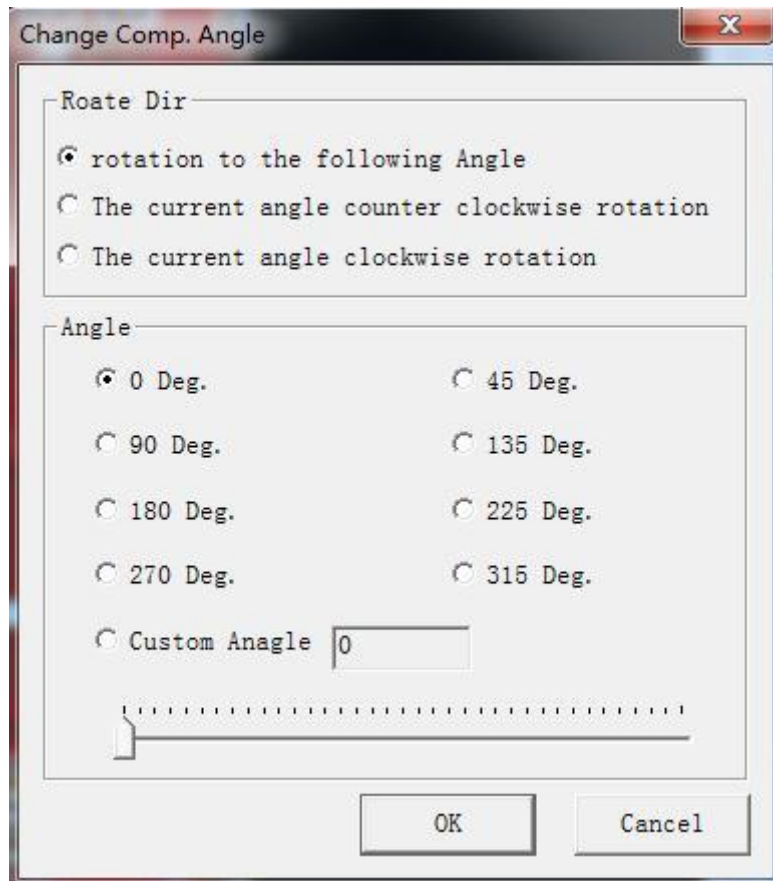 Change Comp. Angle
Roate Dir
rotation to the following Angle
The current angle counter clockwise rotation
The current angle clockwise rotation
Angle
0 Deg. 45 Deg.
90 Deg. 135 Deg.
180 Deg. 225 Deg.
270 Deg. 315 Deg.
Custom Anagle 0
OK Cancel